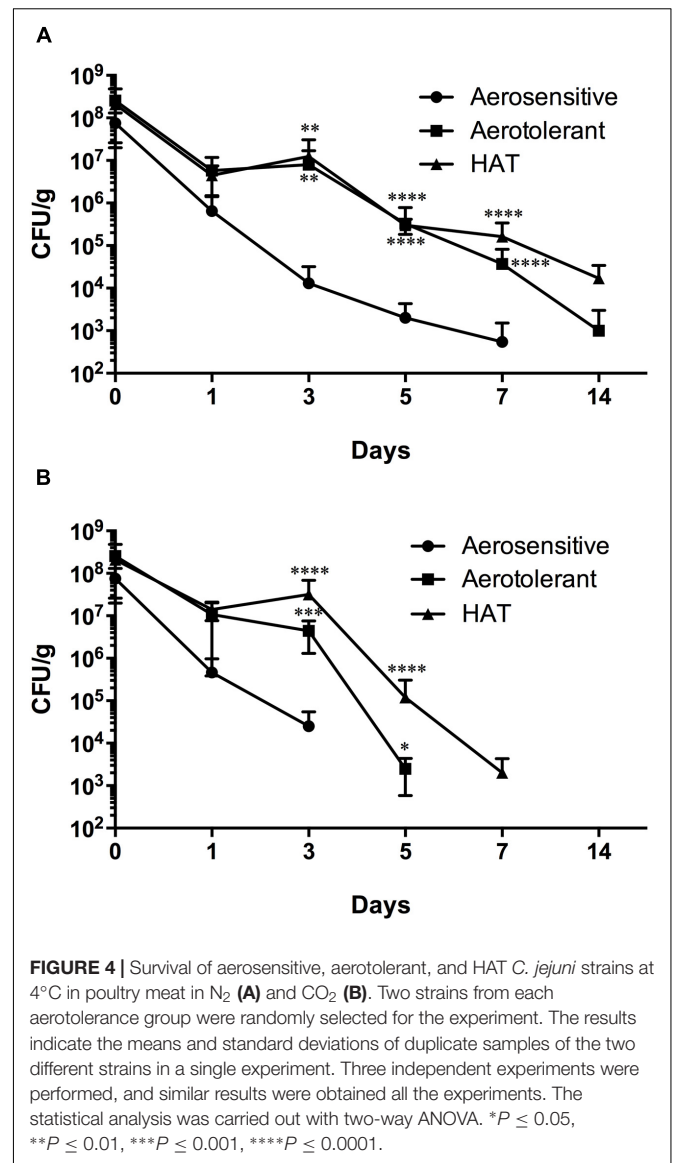 A
10⁹
10⁸
10⁷
10⁶
10⁵
10⁴
10³
10²
CFU/g
Aerosensitive
Aerotolerant
HAT
**
**
****
****
****
****
0 1 3 5 7 14
Days
B
10⁹
10⁸
10⁷
10⁶
10⁵
10⁴
10³
10²
CFU/g
Aerosensitive
Aerotolerant
HAT
****
***
****
*
0 1 3 5 7 14
Days
FIGURE 4 | Survival of aerosensitive, aerotolerant, and HAT C. jejuni strains at
4°C in poultry meat in N₂ (A) and CO₂ (B). Two strains from each
aerotolerance group were randomly selected for the experiment. The results
indicate the means and standard deviations of duplicate samples of the two
different strains in a single experiment. Three independent experiments were
performed, and similar results were obtained all the experiments. The
statistical analysis was carried out with two-way ANOVA. *P ≤ 0.05,
**P ≤ 0.01, ***P ≤ 0.001, ****P ≤ 0.0001.